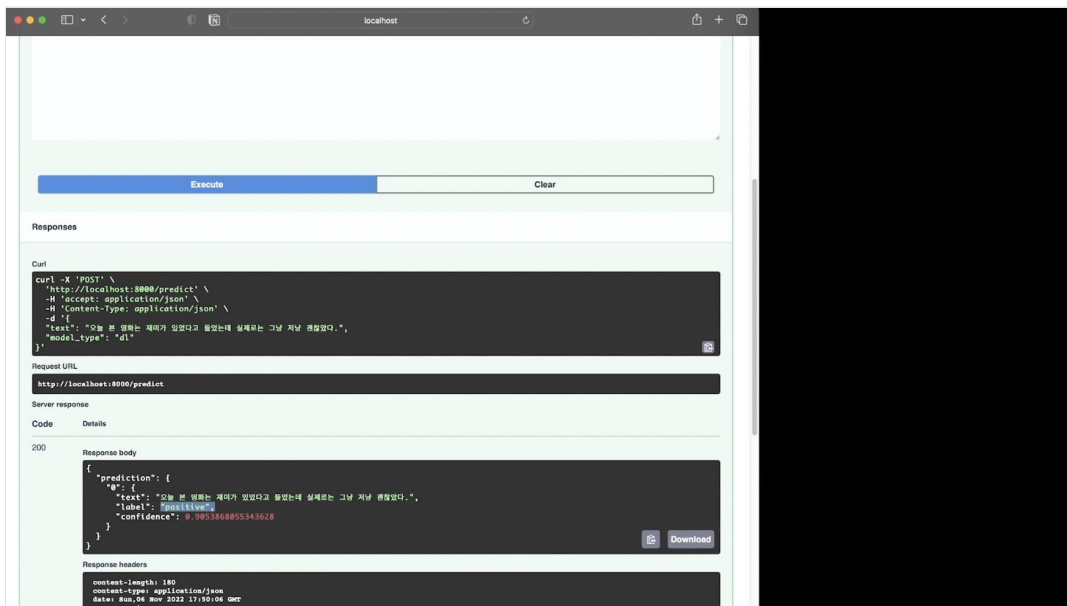 localhost
Execute
Clear
Responses
Curl
curl -X 'POST' \
'http://localhost:8000/predict' \
-H 'accept: application/json' \
-H 'Content-Type: application/json' \
-d '{
"text": "오늘 본 영화는 재미가 있었다고 들었는데 실제로는 그냥 저냥 괜찮았다.",
"model_type": "dl"
}'
Request URL
http://localhost:8000/predict
Server response
Code Details
200
Response body
{
"prediction": {
"0": {
"text": "오늘 본 영화는 재미가 있었다고 들었는데 실제로는 그냥 저냥 괜찮았다.",
"label": "positive",
"confidence": 0.9053868055343628
}
}
}
Download
Response headers
content-length: 180
content-type: application/json
date: Sun,06 Nov 2022 17:50:06 GMT